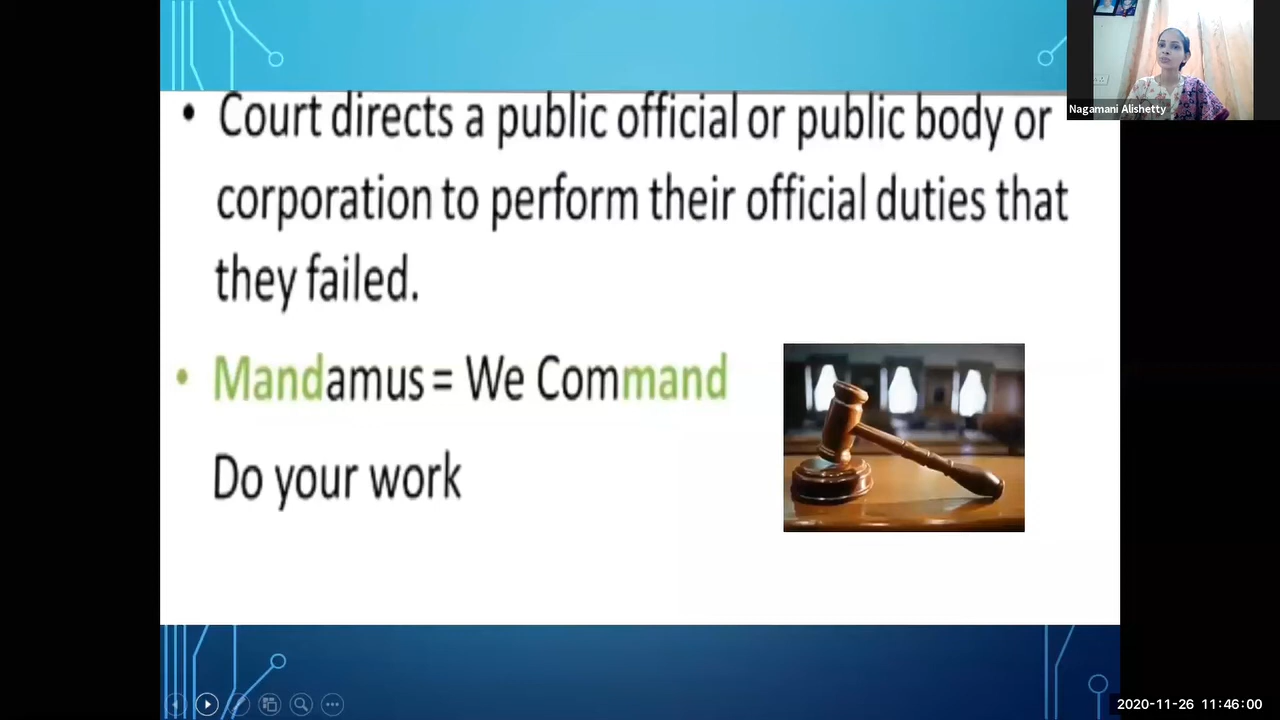 • Court directs a public official or public body or
corporation to perform their official duties that
they failed.
• Mandamus = We Command
Do your work
Nagamani Alishetty
2020-11-26 11:46:00